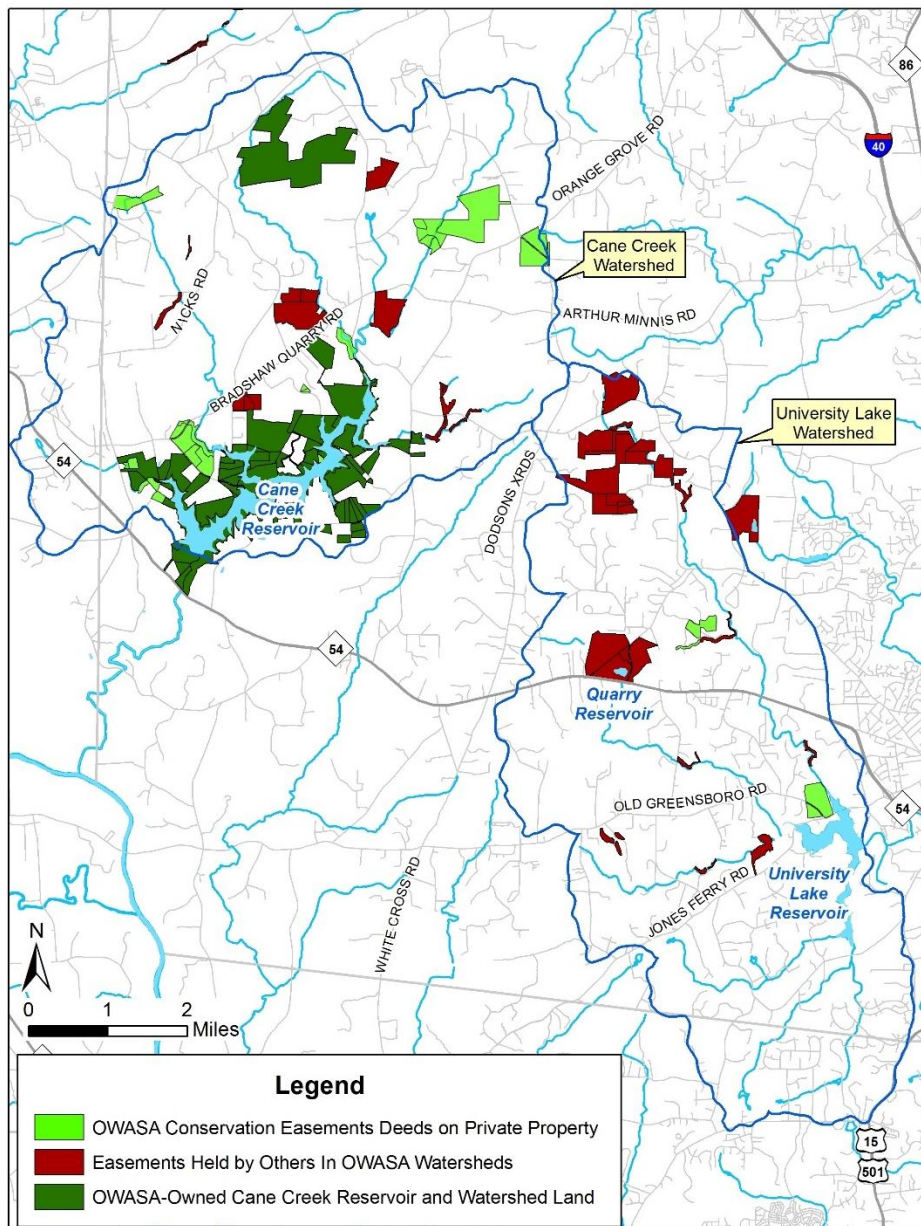 86
ORANGE GROVE RD
40
Cane Creek
Watershed
NICKS RD
ARTHUR MINNIS RD
BRADSHAW QUARRY RD
University Lake
Watershed
54
DODSONS XRDS
Cane
Creek
Reservoir
54
Quarry
Reservoir
OLD GREENSBORO RD
54
University
Lake
Reservoir
JONES FERRY RD
WHITE CROSS RD
N
0 1 2
Miles
15
501
Legend
OWASA Conservation Easements Deeds on Private Property
Easements Held by Others In OWASA Watersheds
OWASA-Owned Cane Creek Reservoir and Watershed Land